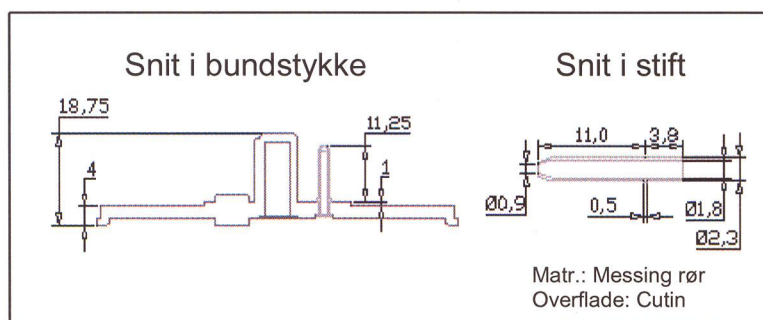 Snit i bundstykke
Snit i stift
18,75
11,25
4
1
11,0
3,8
Ø0,9
0,5
Ø1,8
Ø2,3
Matr.: Messing rør
Overflade: Cutin